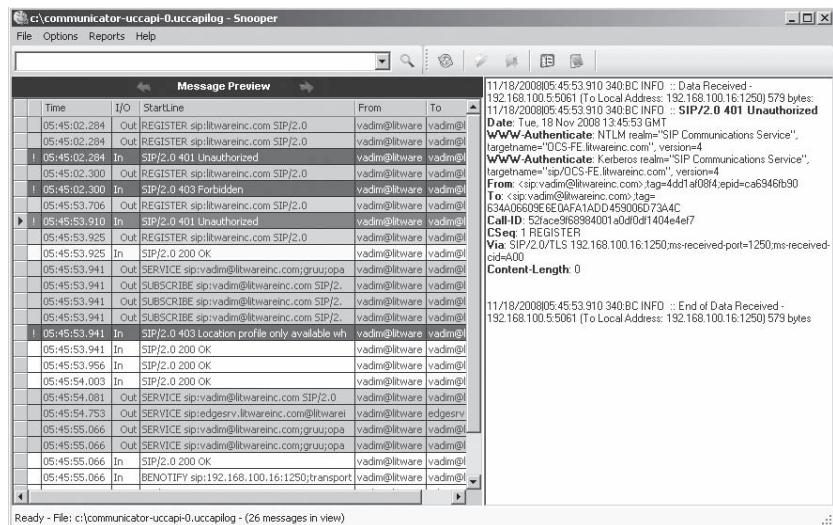 c:\communicator-uccapi-0.uccapilog - Snooper
File Options Reports Help
Message Preview
Time I/O StartLine From To
05:45:02.284 Out REGISTER sip:litwareinc.com SIP/2.0 vadim@litware vadim@l
05:45:02.284 Out REGISTER sip:litwareinc.com SIP/2.0 vadim@litware vadim@l
! 05:45:02.284 In SIP/2.0 401 Unauthorized vadim@litware vadim@l
05:45:02.300 Out REGISTER sip:litwareinc.com SIP/2.0 vadim@litware vadim@l
! 05:45:02.300 In SIP/2.0 403 Forbidden vadim@litware vadim@l
05:45:53.706 Out REGISTER sip:litwareinc.com SIP/2.0 vadim@litware vadim@l
! 05:45:53.910 In SIP/2.0 401 Unauthorized vadim@litware vadim@l
05:45:53.925 Out REGISTER sip:litwareinc.com SIP/2.0 vadim@litware vadim@l
05:45:53.925 In SIP/2.0 200 OK vadim@litware vadim@l
05:45:53.941 Out SERVICE sip:vadim@litwareinc.com;gruu;opa vadim@litware vadim@l
05:45:53.941 Out SUBSCRIBE sip:vadim@litwareinc.com SIP/2. vadim@litware vadim@l
05:45:53.941 Out SUBSCRIBE sip:vadim@litwareinc.com SIP/2. vadim@litware vadim@l
! 05:45:53.941 In SIP/2.0 403 Location profile only available wh vadim@litware vadim@l
05:45:53.941 In SIP/2.0 200 OK vadim@litware vadim@l
05:45:53.956 In SIP/2.0 200 OK vadim@litware vadim@l
05:45:54.003 In SIP/2.0 200 OK vadim@litware vadim@l
05:45:54.081 Out SERVICE sip:vadim@litwareinc.com SIP/2.0 vadim@litware vadim@l
05:45:54.753 Out SERVICE sip:edgesrv.litwareinc.com@litwarei vadim@litware edgesrv
05:45:55.066 Out SERVICE sip:vadim@litwareinc.com;gruu;opa vadim@litware vadim@l
05:45:55.066 Out SERVICE sip:vadim@litwareinc.com;gruu;opa vadim@litware vadim@l
05:45:55.066 In SIP/2.0 200 OK vadim@litware vadim@l
05:45:55.066 In BENOTIFY sip:192.168.100.16:1250;transport vadim@litware vadim@l
11/18/2008|05:45:53.910 340:BC INFO :: Data Received -
192.168.100.5:5061 (To Local Address: 192.168.100.16:1250) 579 bytes:
11/18/2008|05:45:53.910 340:BC INFO :: SIP/2.0 401 Unauthorized
Date: Tue, 18 Nov 2008 13:45:53 GMT
WWW-Authenticate: NTLM realm="SIP Communications Service",
targetname="OCS-FE.litwareinc.com", version=4
WWW-Authenticate: Kerberos realm="SIP Communications Service",
targetname="sip/OCS-FE.litwareinc.com", version=4
From: <sip:vadim@litwareinc.com>;tag=4dd1af08f4;epid=ca6946fb90
To: <sip:vadim@litwareinc.com>;tag=
634A06609E6E0AFA1ADD459006D73A4C
Call-ID: 52face9f68984001a0df0df1404e4ef7
CSeq: 1 REGISTER
Via: SIP/2.0/TLS 192.168.100.16:1250;ms-received-port=1250;ms-received-
cid=A00
Content-Length: 0
11/18/2008|05:45:53.910 340:BC INFO :: End of Data Received -
192.168.100.5:5061 (To Local Address: 192.168.100.16:1250) 579 bytes
Ready - File: c:\communicator-uccapi-0.uccapilog - (26 messages in view)